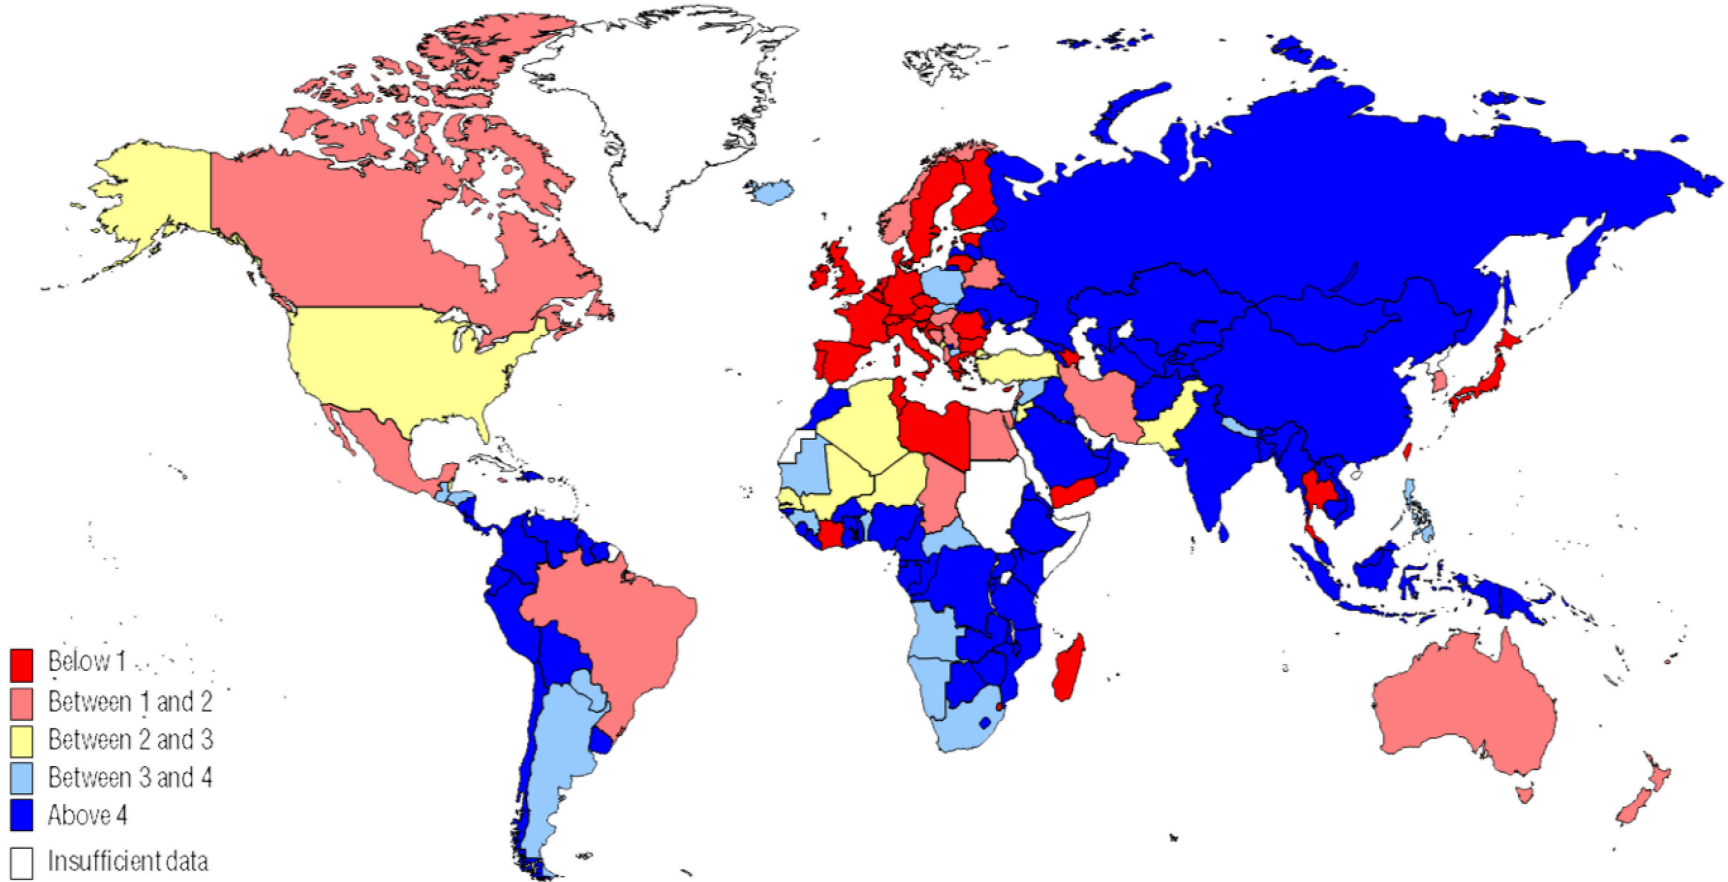 Below 1
Between 1 and 2
Between 2 and 3
Between 3 and 4
Above 4
Insufficient data